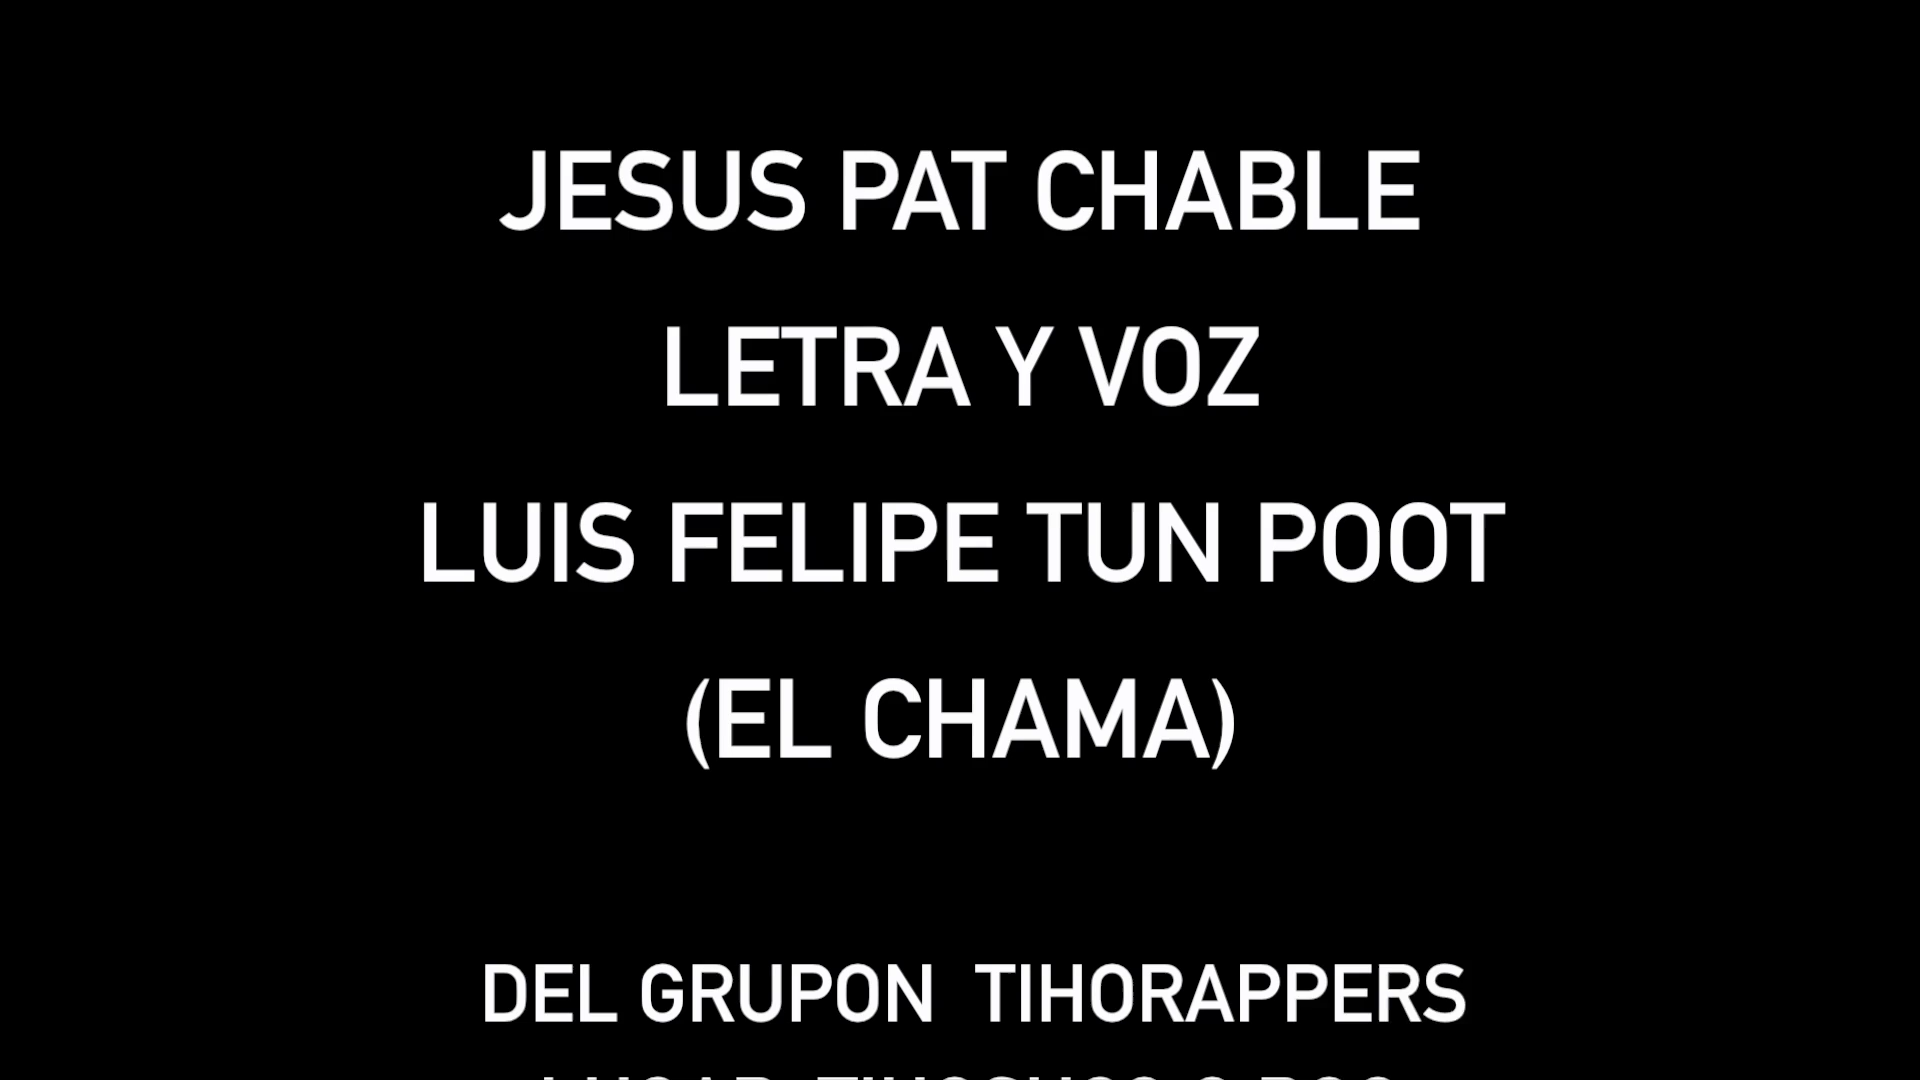 JESUS PAT CHABLE
LETRA Y VOZ
LUIS FELIPE TUN POOT
(EL CHAMA)
DEL GRUPON TIHORAPPERS